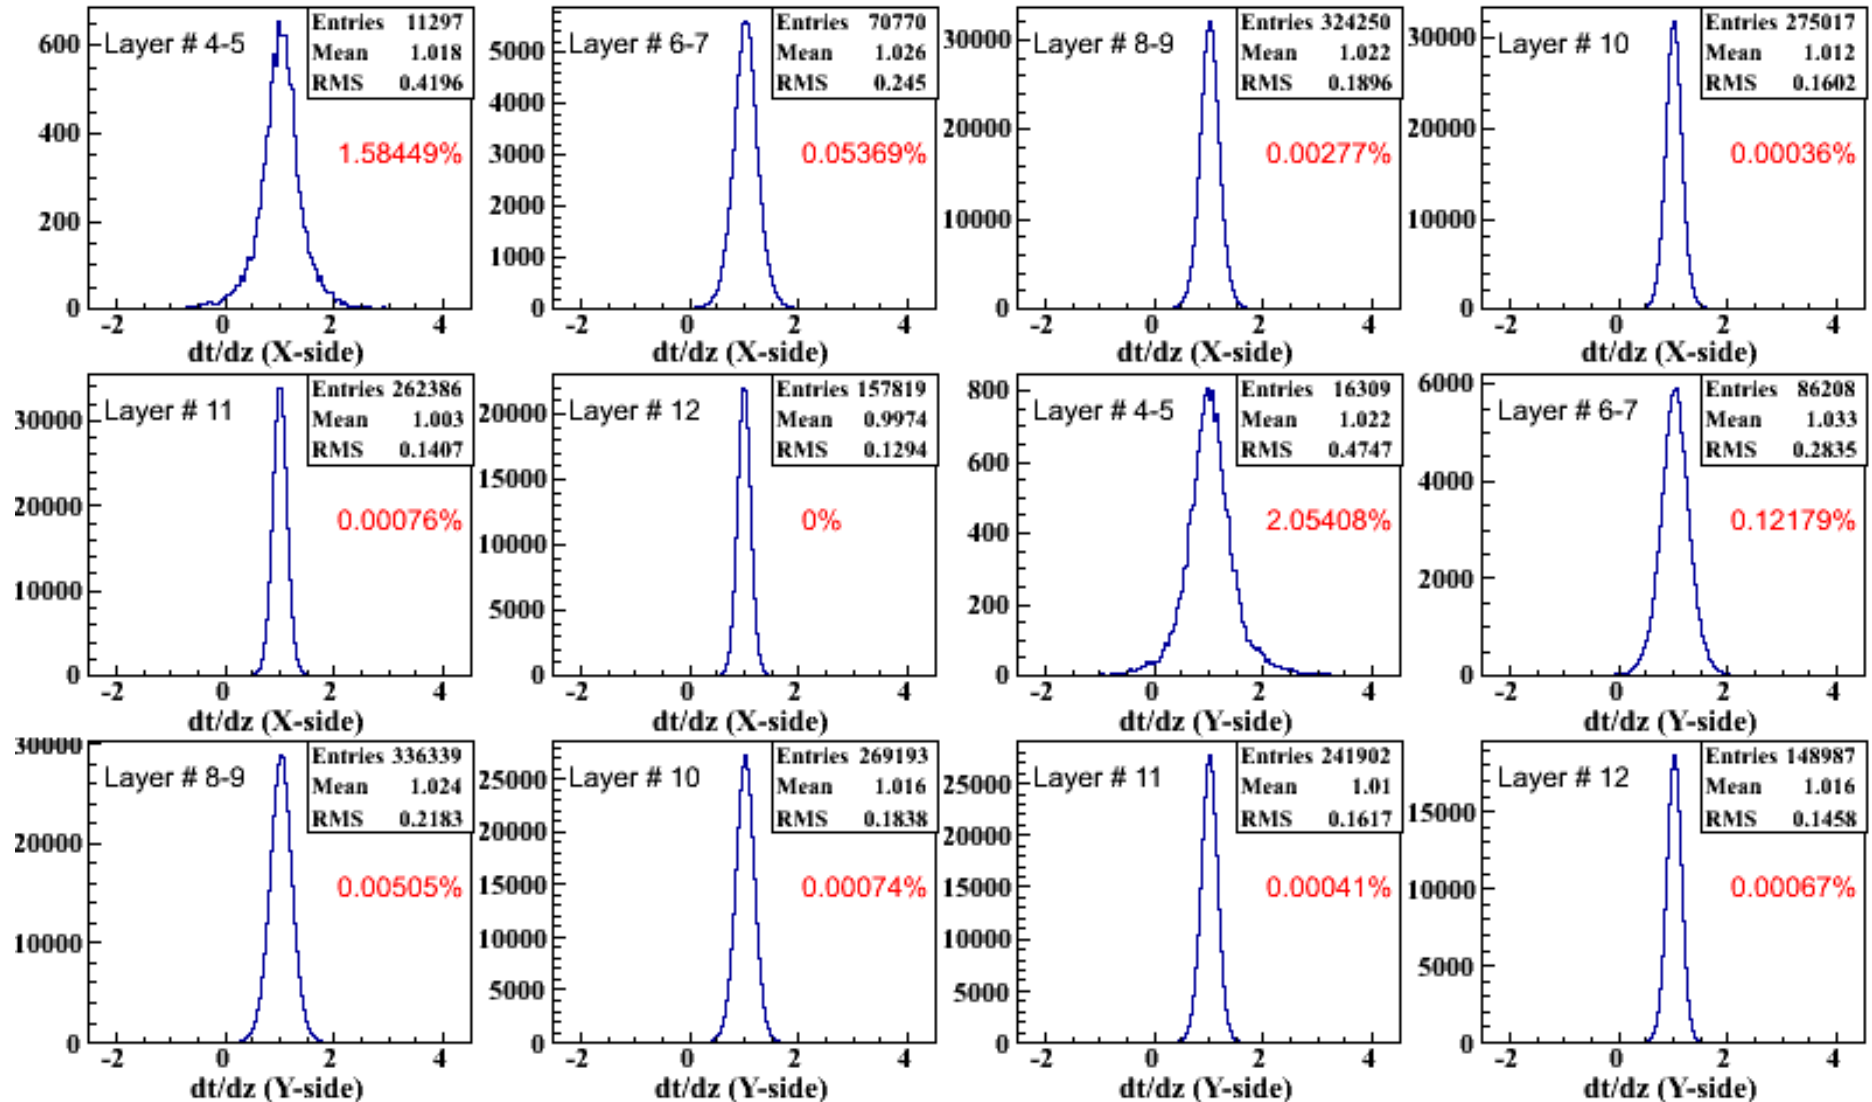 Layer # 4-5
Entries 11297
Mean 1.018
RMS 0.4196
1.58449%
600
400
200
0
-2 0 2 4
dt/dz (X-side)
Layer # 6-7
Entries 70770
Mean 1.026
RMS 0.245
0.05369%
5000
4000
3000
2000
1000
0
-2 0 2 4
dt/dz (X-side)
Layer # 8-9
Entries 324250
Mean 1.022
RMS 0.1896
0.00277%
30000
20000
10000
0
-2 0 2 4
dt/dz (X-side)
Layer # 10
Entries 275017
Mean 1.012
RMS 0.1602
0.00036%
30000
20000
10000
0
-2 0 2 4
dt/dz (X-side)
Layer # 11
Entries 262386
Mean 1.003
RMS 0.1407
0.00076%
30000
20000
10000
0
-2 0 2 4
dt/dz (X-side)
Layer # 12
Entries 157819
Mean 0.9974
RMS 0.1294
0%
20000
15000
10000
5000
0
-2 0 2 4
dt/dz (X-side)
Layer # 4-5
Entries 16309
Mean 1.022
RMS 0.4747
2.05408%
800
600
400
200
0
-2 0 2 4
dt/dz (Y-side)
Layer # 6-7
Entries 86208
Mean 1.033
RMS 0.2835
0.12179%
6000
4000
2000
0
-2 0 2 4
dt/dz (Y-side)
Layer # 8-9
Entries 336339
Mean 1.024
RMS 0.2183
0.00505%
30000
20000
10000
0
-2 0 2 4
dt/dz (Y-side)
Layer # 10
Entries 269193
Mean 1.016
RMS 0.1838
0.00074%
25000
20000
15000
10000
5000
0
-2 0 2 4
dt/dz (Y-side)
Layer # 11
Entries 241902
Mean 1.01
RMS 0.1617
0.00041%
25000
20000
15000
10000
5000
0
-2 0 2 4
dt/dz (Y-side)
Layer # 12
Entries 148987
Mean 1.016
RMS 0.1458
0.00067%
15000
10000
5000
0
-2 0 2 4
dt/dz (Y-side)